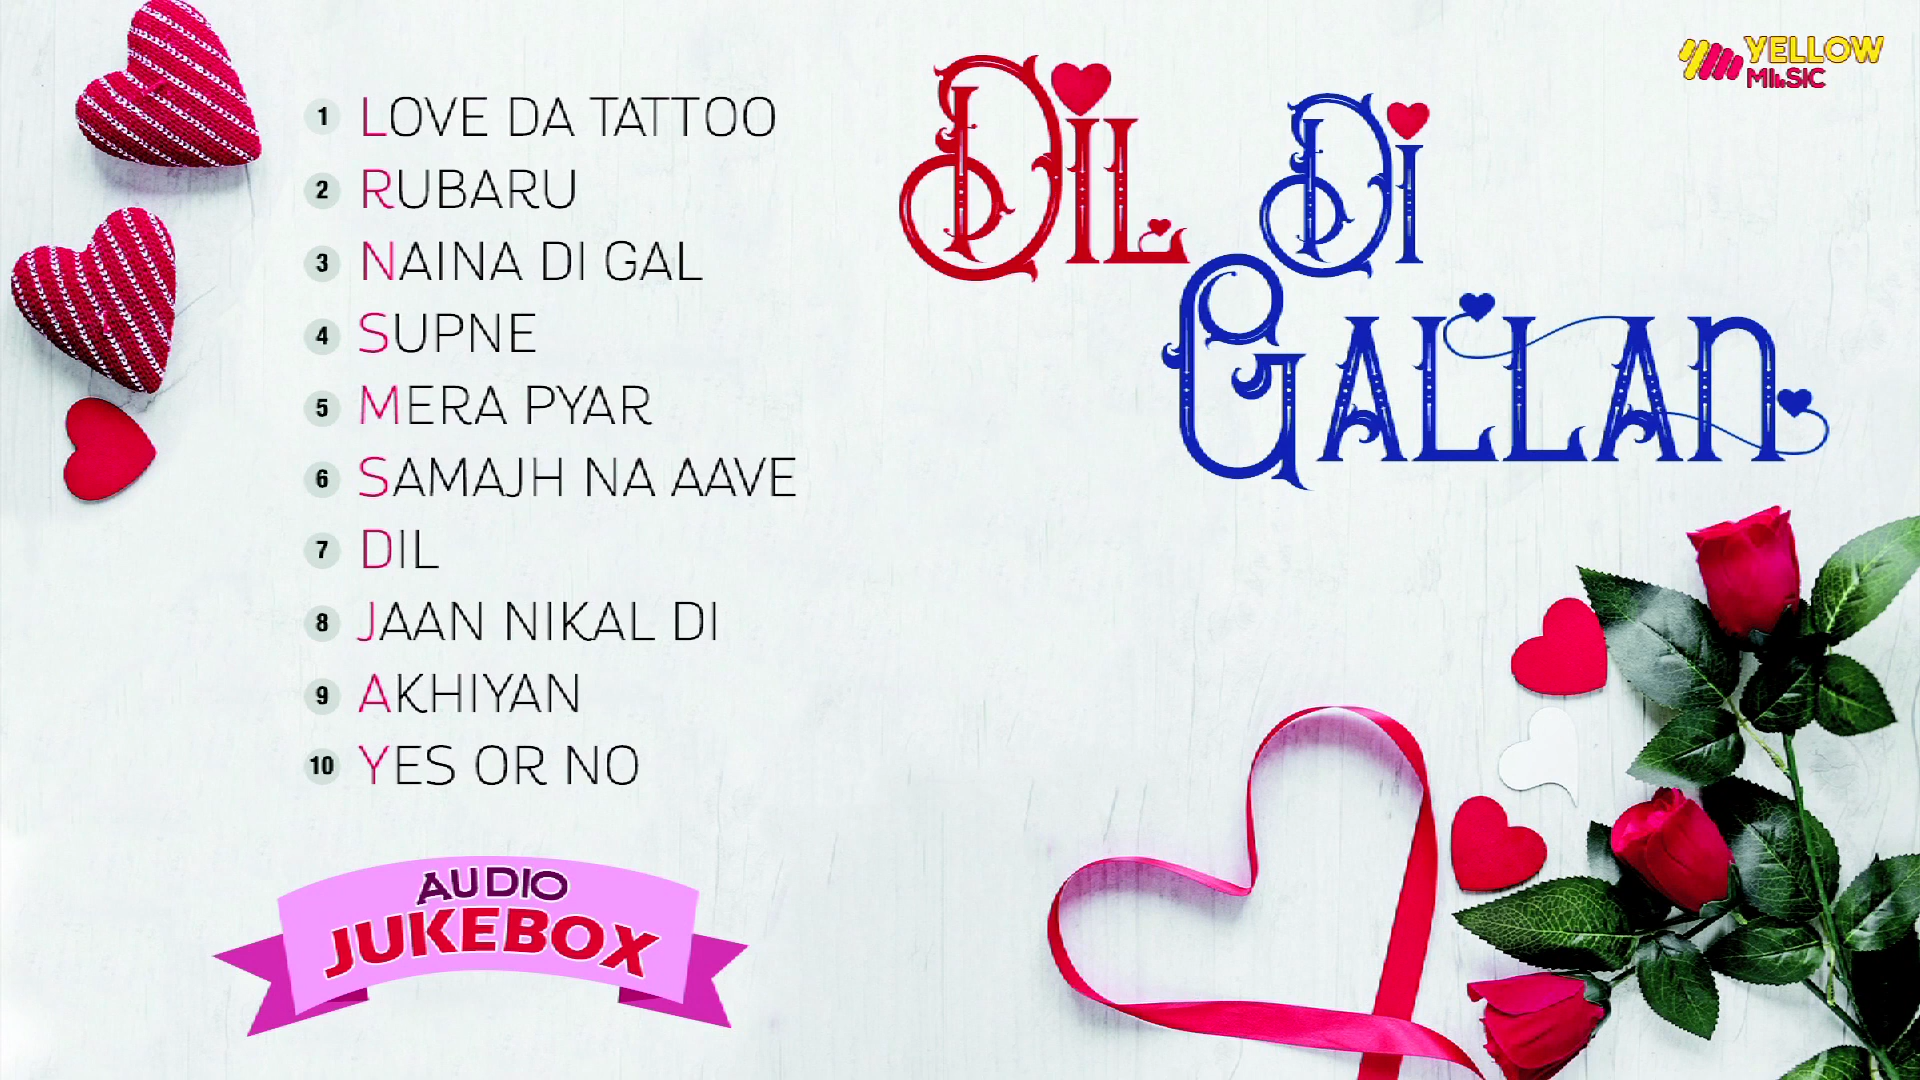 1 LOVE DA TATTOO
2 RUBARU
3 NAINA DI GAL
4 SUPNE
5 MERA PYAR
6 SAMAJH NA AAVE
7 DIL
8 JAAN NIKAL DI
9 AKHIYAN
10 YES OR NO
AUDIO
JUKEBOX
DIL DI
GALLAN
YELLOW
MUSIC